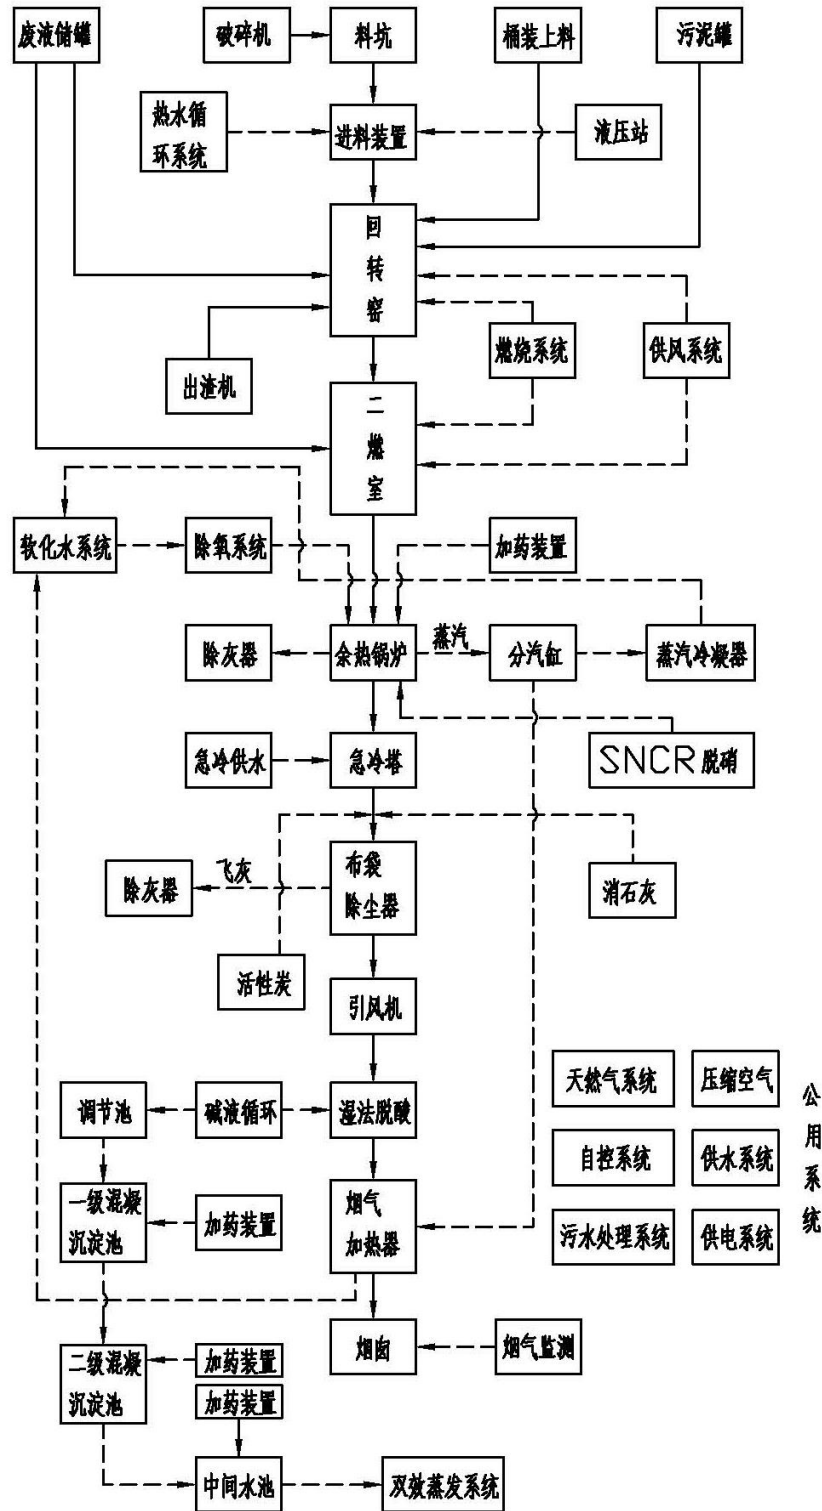 废液储罐
破碎机
料坑
桶装上料
污泥罐
热水循
环系统
进料装置
液压站
回
转
窑
燃烧系统
供风系统
出渣机
二
燃
室
软化水系统
除氧系统
加药装置
除灰器
余热锅炉
蒸汽
分汽缸
蒸汽冷凝器
急冷供水
急冷塔
SNCR脱硝
除灰器
飞灰
布袋
除尘器
消石灰
活性炭
引风机
天然气系统
压缩空气
公
用
系
统
调节池
碱液循环
湿法脱酸
自控系统
供水系统
一级混凝
沉淀池
加药装置
烟气
加热器
污水处理系统
供电系统
二级混凝
沉淀池
加药装置
加药装置
烟囱
烟气监测
中间水池
双效蒸发系统